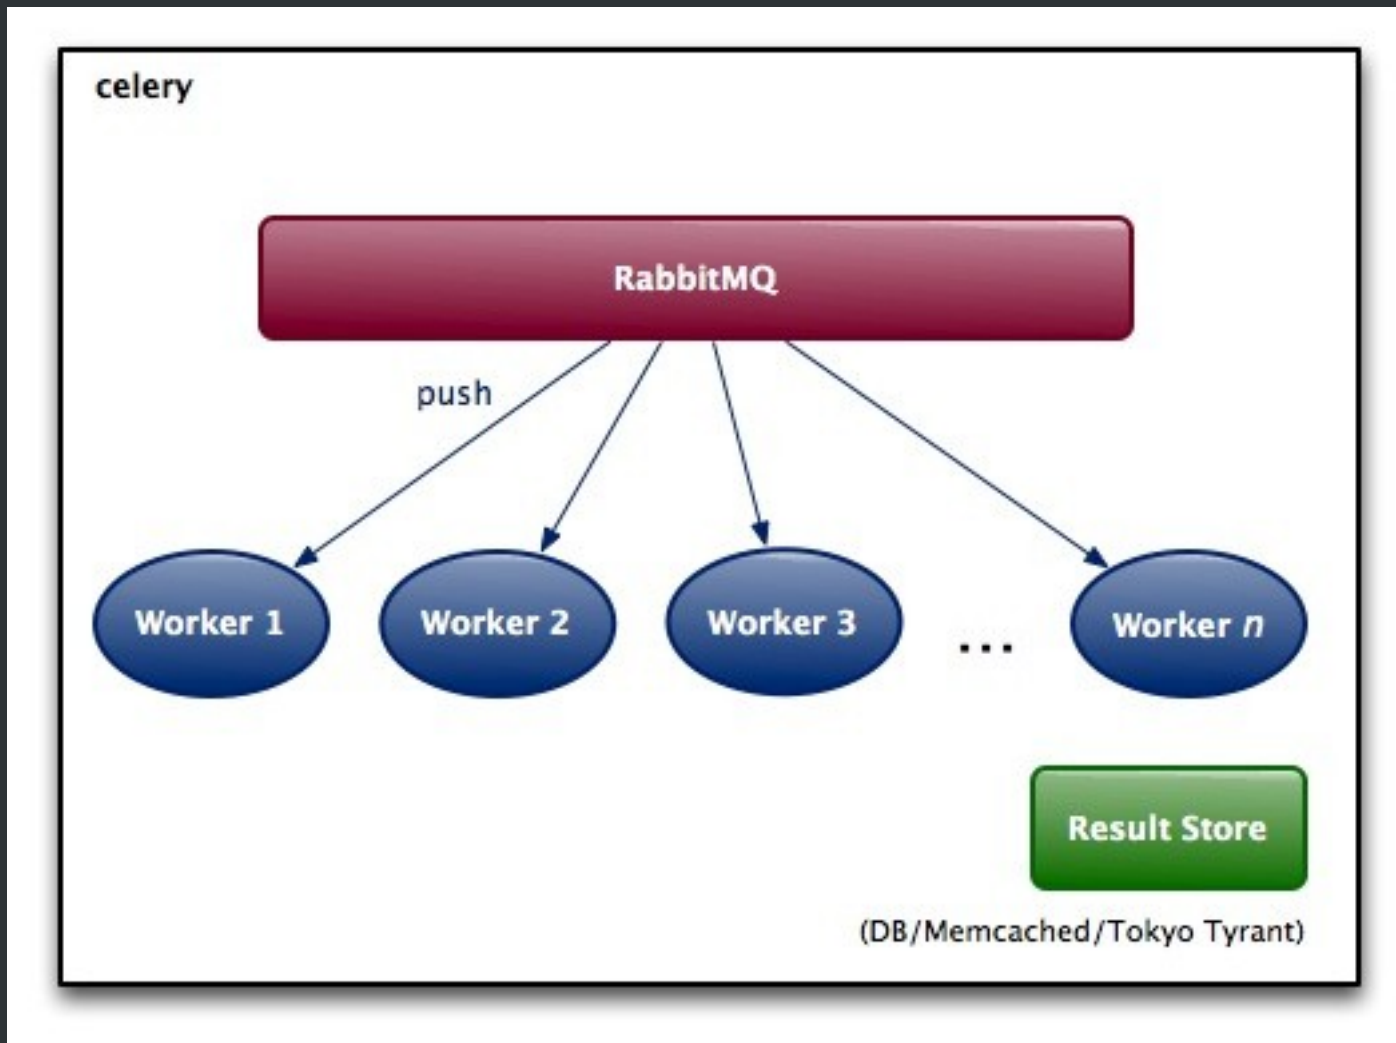 celery
RabbitMQ
push
Worker 1
Worker 2
Worker 3
...
Worker n
Result Store
(DB/Memcached/Tokyo Tyrant)